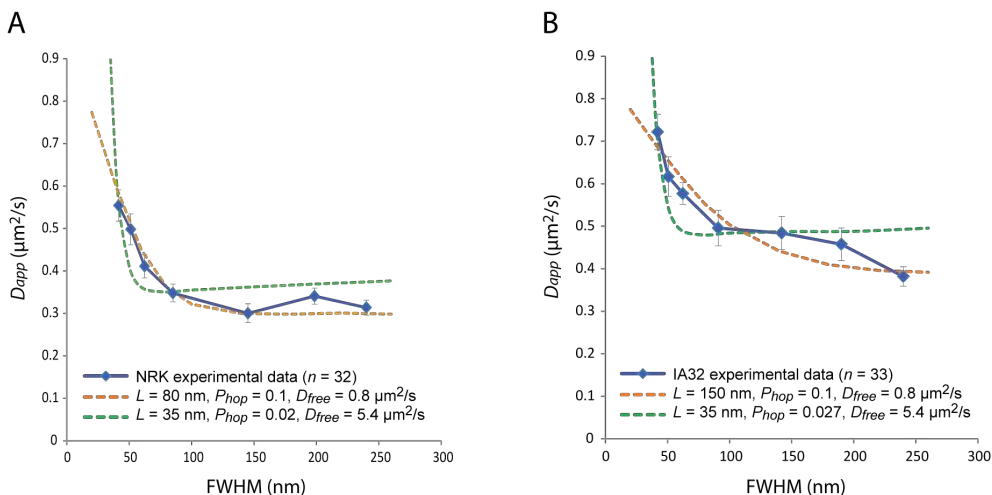 A
0.9
0.8
0.7
0.6
0.5
0.4
0.3
0.2
0.1
0
Dapp (μm²/s)
NRK experimental data (n = 32)
L = 80 nm, Phop = 0.1, Dfree = 0.8 μm²/s
L = 35 nm, Phop = 0.02, Dfree = 5.4 μm²/s
0 50 100 150 200 250 300
FWHM (nm)
B
0.9
0.8
0.7
0.6
0.5
0.4
0.3
0.2
0.1
0
Dapp (μm²/s)
IA32 experimental data (n = 33)
L = 150 nm, Phop = 0.1, Dfree = 0.8 μm²/s
L = 35 nm, Phop = 0.027, Dfree = 5.4 μm²/s
0 50 100 150 200 250 300
FWHM (nm)